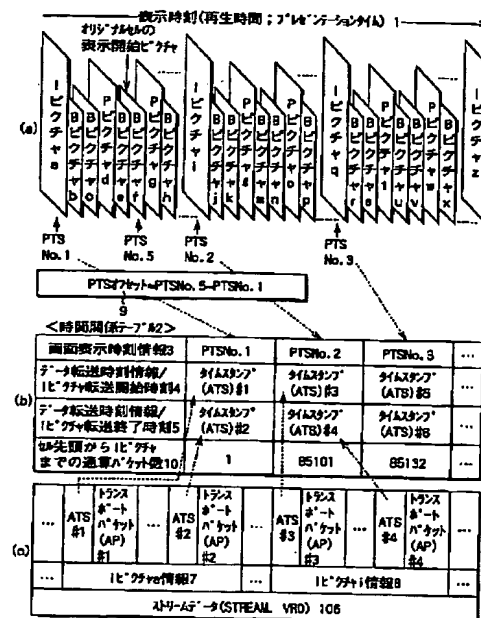 表示時刻(再生時間;プレゼンテーションタイム) 1
オリジナルセルの
表示開始ピクチャ
(a)
Iピクチャa
Bピクチャb
Bピクチャc
Pピクチャd
Bピクチャe
Bピクチャf
Pピクチャg
Bピクチャh
Iピクチャi
Bピクチャj
Bピクチャk
Pピクチャℓ
Bピクチャm
Bピクチャn
Pピクチャo
Bピクチャp
Iピクチャq
Bピクチャr
Bピクチャs
Pピクチャt
Bピクチャu
Bピクチャv
Pピクチャw
Bピクチャx
Iピクチャz
PTS No.1
PTS No.5
PTS No.2
PTS No.3
PTSオフセット=PTSNo.5-PTSNo.1
9
<時間関係テーブル2>
(b)
画面表示時刻情報3 PTSNo.1 PTSNo.2 PTSNo.3 …
データ転送時刻情報/
Iピクチャ転送開始時刻4
タイムスタンプ (ATS)#1
タイムスタンプ (ATS)#3
タイムスタンプ (ATS)#5
…
データ転送時刻情報/
Iピクチャ転送終了時刻5
タイムスタンプ (ATS)#2
タイムスタンプ (ATS)#4
タイムスタンプ (ATS)#6
…
セル先頭からIピクチャ
までの通算パケット数10
1 85101 85132 …
(c)
… ATS #1 トランスポートパケット(AP) #1 … ATS #2 トランスポートパケット(AP) #2 … ATS #3 トランスポートパケット(AP) #3 … ATS #4 トランスポートパケット(AP) #4 …
… Iピクチャa情報7 … Iピクチャi情報8 …
ストリームデータ(STREAM. VRO) 106